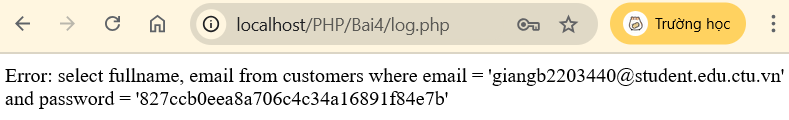 localhost/PHP/Bai4/log.php
Trường học
Error: select fullname, email from customers where email = 'giangb2203440@student.edu.ctu.vn'
and password = '827ccb0eea8a706c4c34a16891f84e7b'